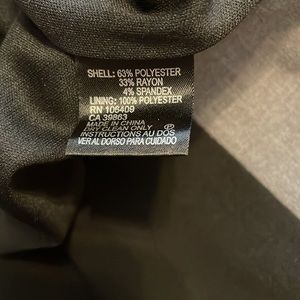 SHELL: 63% POLYESTER
33% RAYON
4% SPANDEX
LINING: 100% POLYESTER
RN 106409
CA 39863
MADE IN CHINA
DRY CLEAN ONLY
INSTRUCTIONS AU DOS
VER AL DORSO PARA CUIDADO